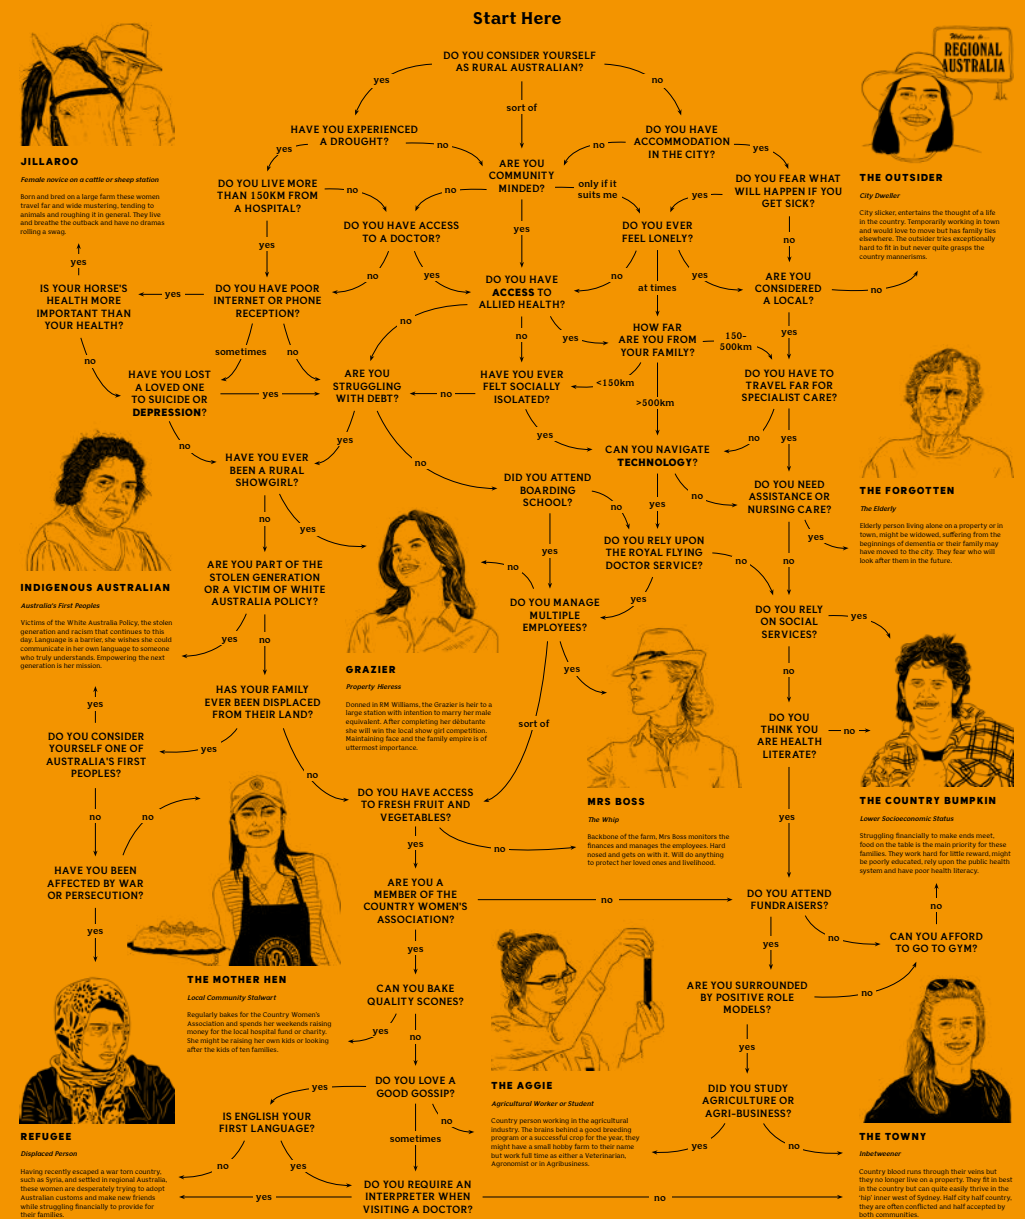 Start Here
DO YOU CONSIDER YOURSELF
AS RURAL AUSTRALIAN?
yes
no
sort of
Welcome to...
REGIONAL
AUSTRALIA
HAVE YOU EXPERIENCED
A DROUGHT?
yes
no
DO YOU HAVE
ACCOMMODATION
IN THE CITY?
no
yes
ARE YOU
COMMUNITY
MINDED?
no
only if it
suits me
yes
JILLAROO
Female novice on a cattle or sheep station
Born and bred on a large farm these women
travel far and wide mustering, tending to
animals and roughing it in general. They live
and breathe the outback and have no dramas
rolling a swag.
DO YOU LIVE MORE
THAN 150KM FROM
A HOSPITAL?
no
yes
DO YOU FEAR WHAT
WILL HAPPEN IF YOU
GET SICK?
yes
no
THE OUTSIDER
City Dweller
City slicker, entertains the thought of a life
in the country. Temporarily working in town
and would love to move but has family ties
elsewhere. The outsider tries exceptionally
hard to fit in but never quite grasps the
country mannerisms.
DO YOU HAVE ACCESS
TO A DOCTOR?
no
yes
DO YOU EVER
FEEL LONELY?
no
at times
yes
yes
IS YOUR HORSE'S
HEALTH MORE
IMPORTANT THAN
YOUR HEALTH?
no
yes
DO YOU HAVE POOR
INTERNET OR PHONE
RECEPTION?
sometimes
no
DO YOU HAVE
ACCESS TO
ALLIED HEALTH?
no
no
yes
ARE YOU
CONSIDERED
A LOCAL?
no
yes
HOW FAR
ARE YOU FROM
YOUR FAMILY?
150-
500km
<150km
>500km
HAVE YOU LOST
A LOVED ONE
TO SUICIDE OR
DEPRESSION?
yes
no
ARE YOU
STRUGGLING
WITH DEBT?
yes
no
HAVE YOU EVER
FELT SOCIALLY
ISOLATED?
no
yes
DO YOU HAVE TO
TRAVEL FAR FOR
SPECIALIST CARE?
no
yes
HAVE YOU EVER
BEEN A RURAL
SHOWGIRL?
no
yes
CAN YOU NAVIGATE
TECHNOLOGY?
yes
no
DID YOU ATTEND
BOARDING
SCHOOL?
no
yes
DO YOU NEED
ASSISTANCE OR
NURSING CARE?
yes
no
THE FORGOTTEN
The Elderly
Elderly person living alone on a property or in
town, might be widowed, suffering from the
beginnings of dementia or their family may
have moved to the city. They fear who will
look after them in the future.
DO YOU RELY UPON
THE ROYAL FLYING
DOCTOR SERVICE?
no
yes
INDIGENOUS AUSTRALIAN
Australia's First Peoples
Victims of the White Australia Policy, the stolen
generation and racism that continues to this
day. Language is a barrier, she wishes she could
communicate in her own language to someone
who truly understands. Empowering the next
generation is her mission.
ARE YOU PART OF THE
STOLEN GENERATION
OR A VICTIM OF WHITE
AUSTRALIA POLICY?
yes
no
DO YOU MANAGE
MULTIPLE
EMPLOYEES?
no
yes
sort of
DO YOU RELY
ON SOCIAL
SERVICES?
yes
no
GRAZIER
Property Hieress
Donned in RM Williams, the Grazier is heir to a
large station with intention to marry her male
equivalent. After completing her débutante
she will win the local show girl competition.
Maintaining face and the family empire is of
uttermost importance.
HAS YOUR FAMILY
EVER BEEN DISPLACED
FROM THEIR LAND?
yes
no
yes
DO YOU CONSIDER
YOURSELF ONE OF
AUSTRALIA'S FIRST
PEOPLES?
no
DO YOU
THINK YOU
ARE HEALTH
LITERATE?
no
yes
DO YOU HAVE ACCESS
TO FRESH FRUIT AND
VEGETABLES?
yes
no
MRS BOSS
The Whip
Backbone of the farm, Mrs Boss monitors the
finances and manages the employees. Hard
nosed and gets on with it. Will do anything
to protect her loved ones and livelihood.
THE COUNTRY BUMPKIN
Lower Socioeconomic Status
Struggling financially to make ends meet,
food on the table is the main priority for these
families. They work hard for little reward, might
be poorly educated, rely upon the public health
system and have poor health literacy.
HAVE YOU BEEN
AFFECTED BY WAR
OR PERSECUTION?
no
yes
ARE YOU A
MEMBER OF THE
COUNTRY WOMEN'S
ASSOCIATION?
no
yes
DO YOU ATTEND
FUNDRAISERS?
yes
no
no
CAN YOU AFFORD
TO GO TO GYM?
THE MOTHER HEN
Local Community Stalwart
Regularly bakes for the Country Women's
Association and spends her weekends raising
money for the local hospital fund or charity.
She might be raising her own kids or looking
after the kids of ten families.
CAN YOU BAKE
QUALITY SCONES?
yes
no
ARE YOU SURROUNDED
BY POSITIVE ROLE
MODELS?
no
yes
DO YOU LOVE A
GOOD GOSSIP?
yes
no
sometimes
THE AGGIE
Agricultural Worker or Student
Country person working in the agricultural
industry. The brains behind a good breeding
program or a successful crop for the year, they
might have a small hobby farm to their name
but work full time as either a Veterinarian,
Agronomist or in Agribusiness.
DID YOU STUDY
AGRICULTURE OR
AGRI-BUSINESS?
yes
no
IS ENGLISH YOUR
FIRST LANGUAGE?
no
yes
REFUGEE
Displaced Person
Having recently escaped a war torn country,
such as Syria, and settled in regional Australia,
these women are desperately trying to adopt
Australian customs and make new friends
while struggling financially to provide for
their families.
DO YOU REQUIRE AN
INTERPRETER WHEN
VISITING A DOCTOR?
yes
no
THE TOWNY
Inbetweener
Country blood runs through their veins but
they no longer live on a property. They fit in best
in the country but can quite easily thrive in the
'hip' inner west of Sydney. Half city half country,
they are often conflicted and half accepted by
both communities.